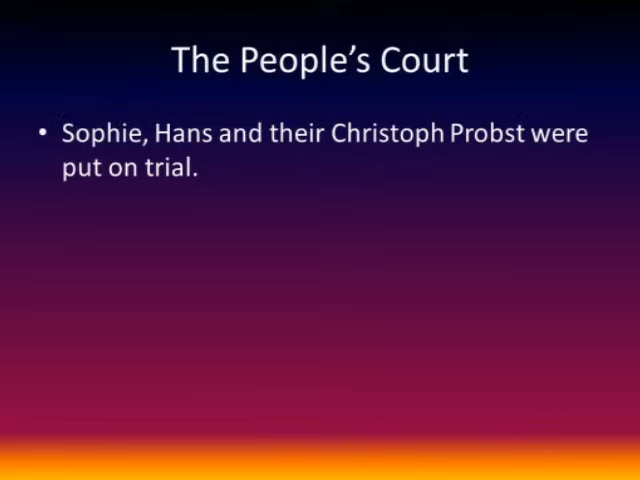 The People’s Court
• Sophie, Hans and their Christoph Probst were
put on trial.